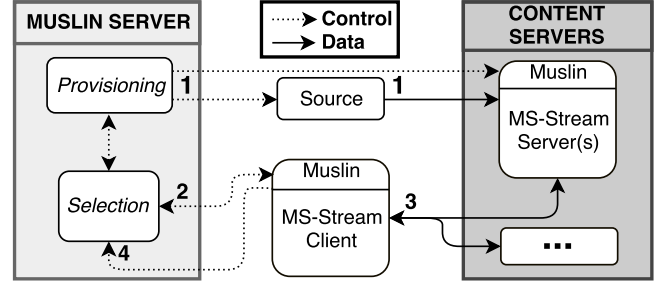 MUSLIN SERVER
Control
Data
CONTENT
SERVERS
Provisioning
1
Source
1
Muslin
MS-Stream
Server(s)
Selection
2
4
Muslin
MS-Stream
Client
3
...